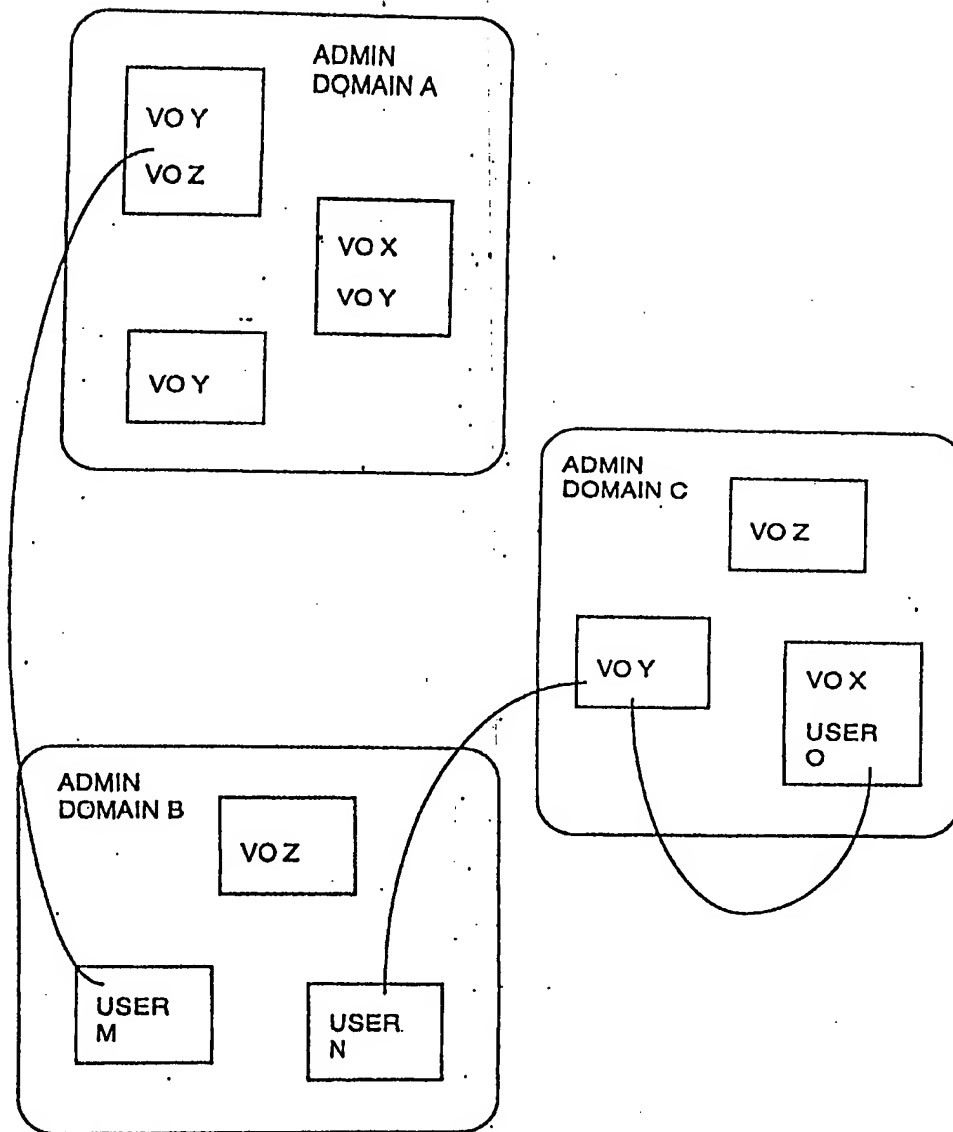 ADMIN
DOMAIN A
VO Y
VO Z
VO X
VO Y
VO Y
ADMIN
DOMAIN C
VO Z
VO Y
VO X
USER
O
ADMIN
DOMAIN B
VO Z
USER
M
USER
N